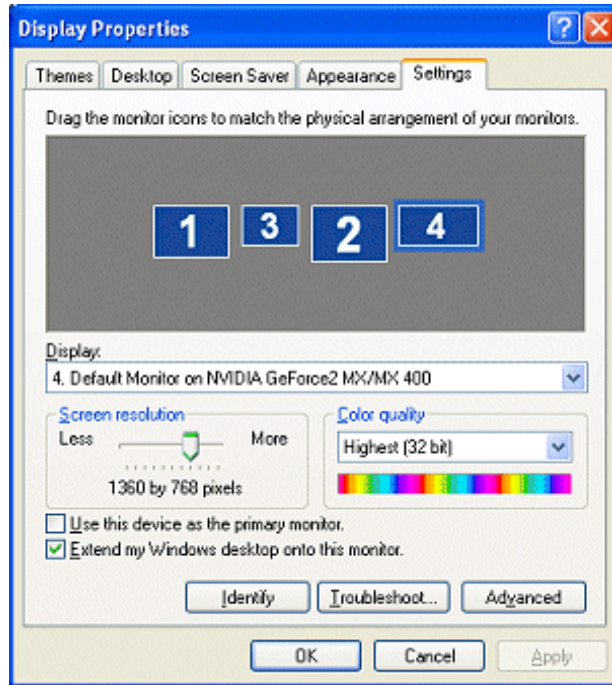 Display Properties
Themes Desktop Screen Saver Appearance Settings
Drag the monitor icons to match the physical arrangement of your monitors.
1 3 2 4
Display:
4. Default Monitor on NVIDIA GeForce2 MX/MX 400
Screen resolution Color quality
Less More Highest (32 bit)
1360 by 768 pixels
Use this device as the primary monitor.
Extend my Windows desktop onto this monitor.
Identify Troubleshoot... Advanced
OK Cancel Apply